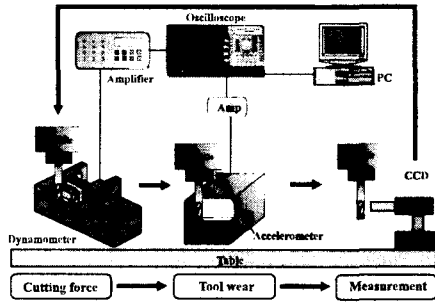 Oscilloscope
Amplifier
PC
Amp
CCD
Dynamometer
Accelerometer
Table
Cutting force
Tool wear
Measurement